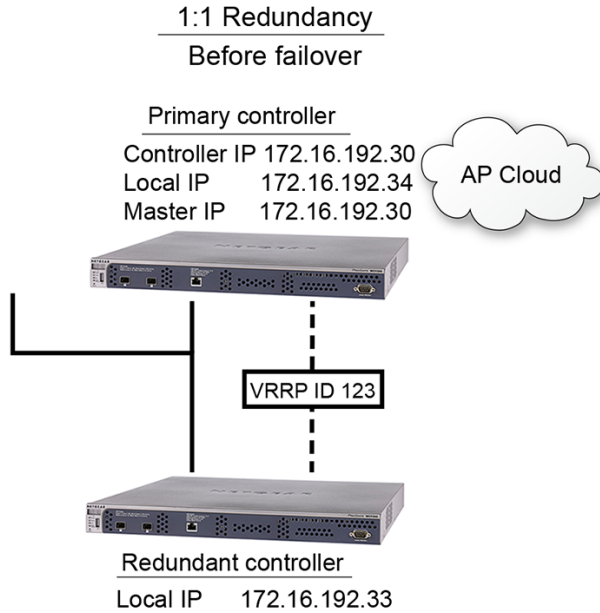 1:1 Redundancy
Before failover
Primary controller
Controller IP 172.16.192.30
Local IP 172.16.192.34
Master IP 172.16.192.30
AP Cloud
NETGEAR
VRRP ID 123
NETGEAR
Redundant controller
Local IP 172.16.192.33